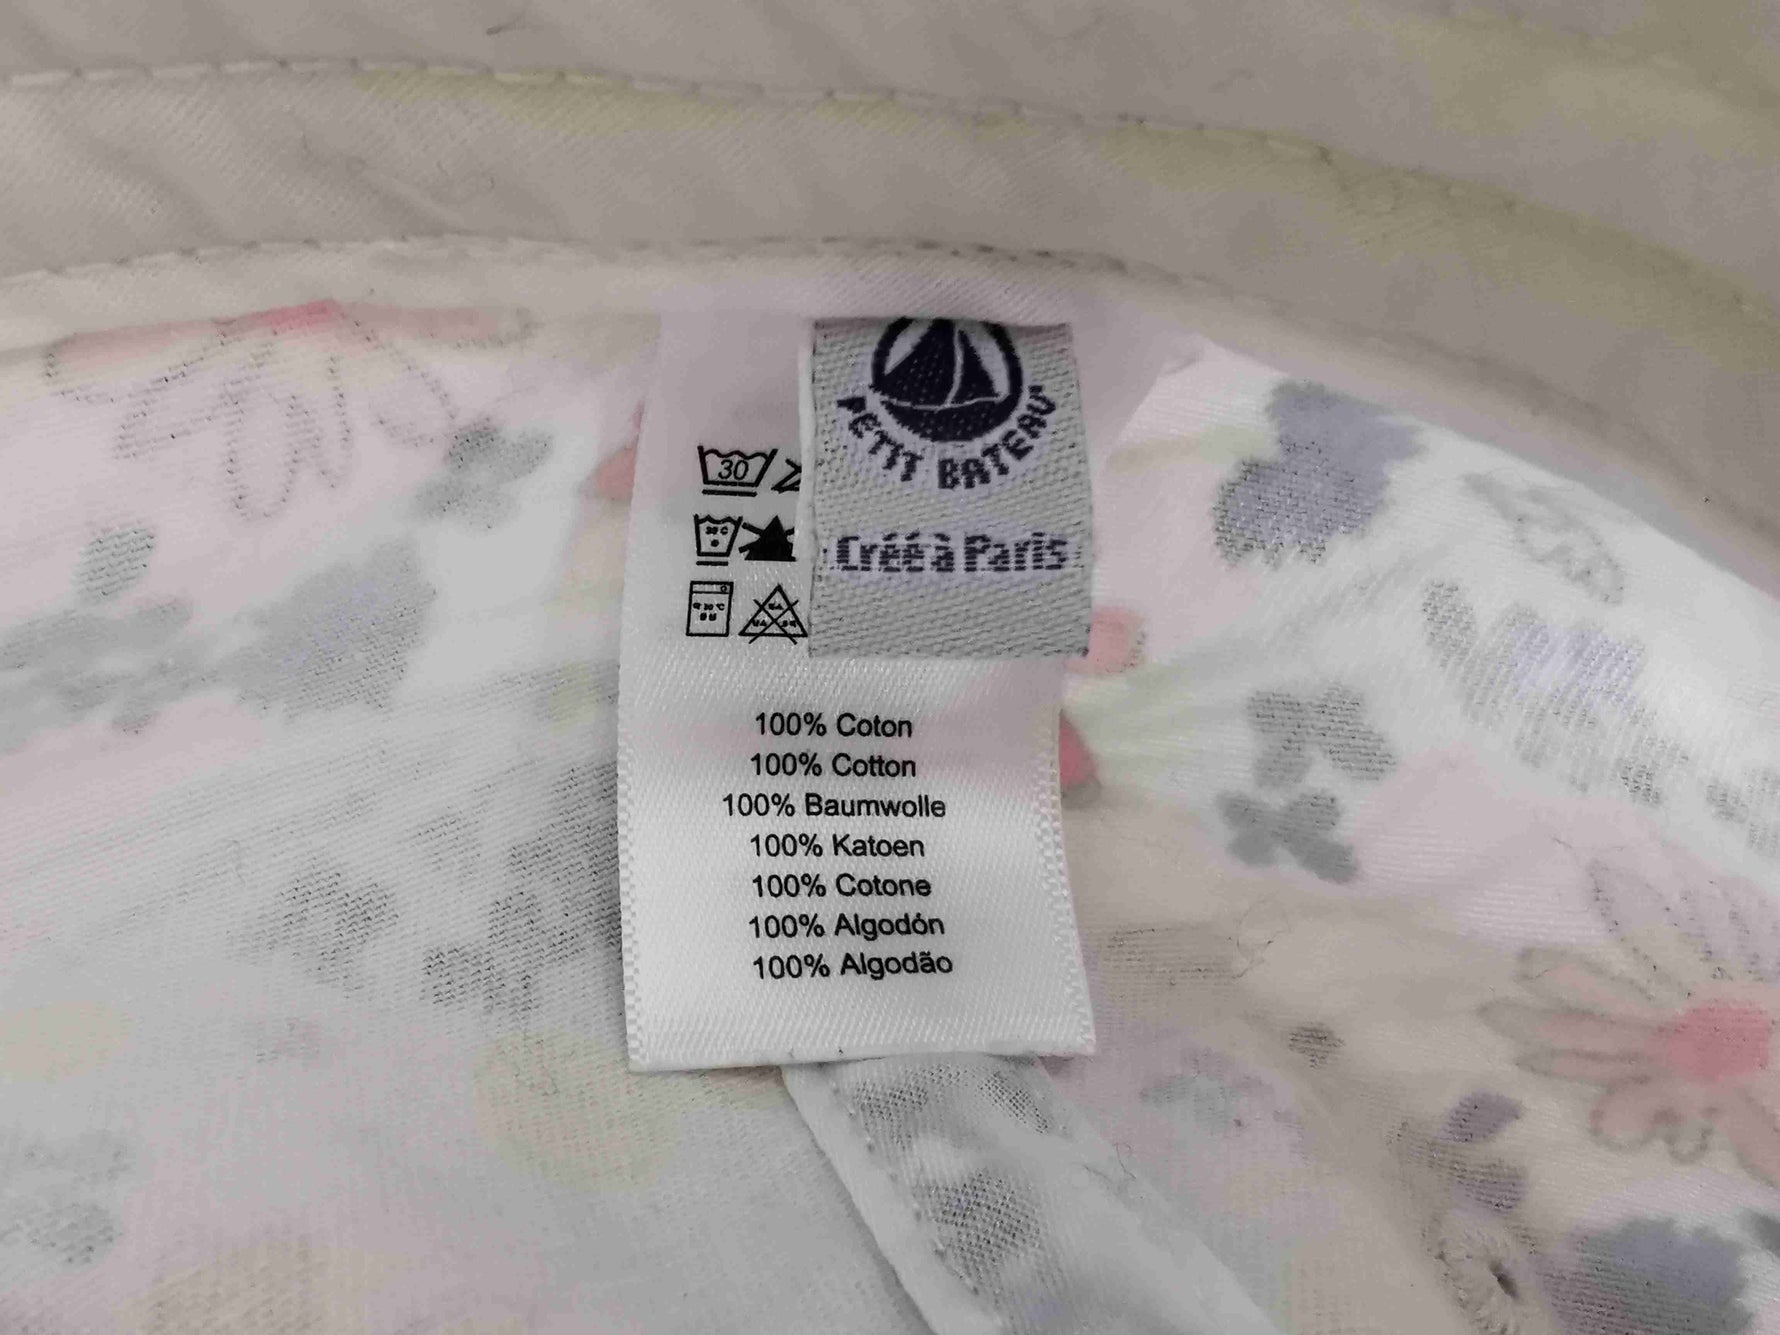 PETIT BATEAU
Créé à Paris
30
30°C
100% Coton
100% Cotton
100% Baumwolle
100% Katoen
100% Cotone
100% Algodón
100% Algodão